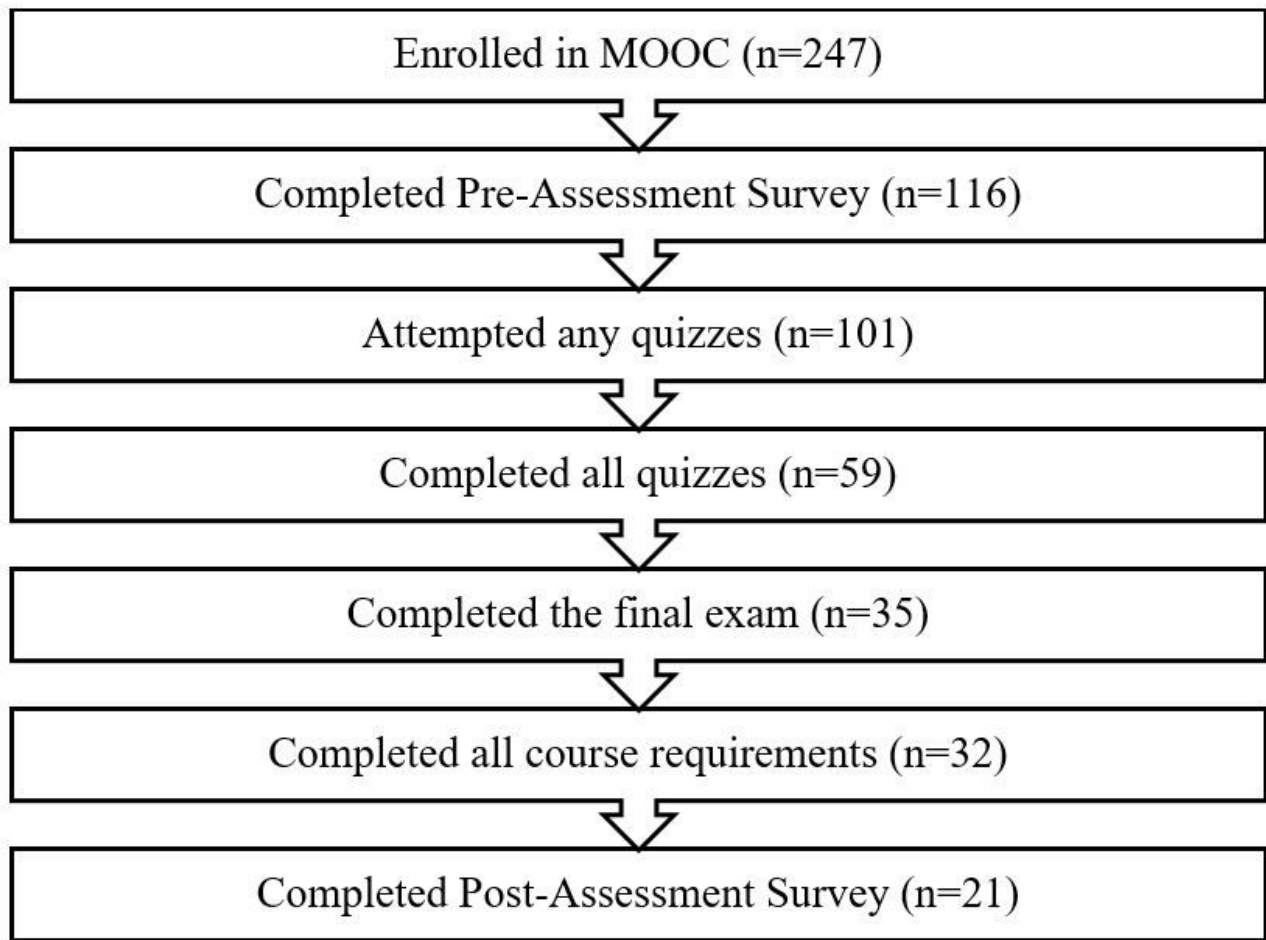 Enrolled in MOOC (n=247)
Completed Pre-Assessment Survey (n=116)
Attempted any quizzes (n=101)
Completed all quizzes (n=59)
Completed the final exam (n=35)
Completed all course requirements (n=32)
Completed Post-Assessment Survey (n=21)